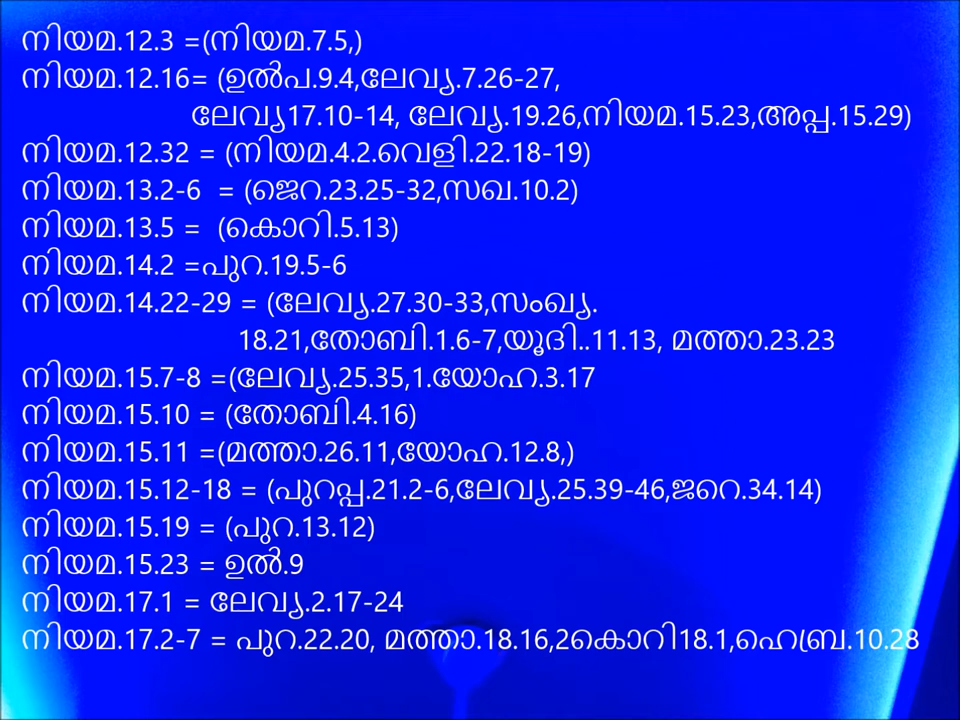 നിയമ.12.3 =(നിയമ.7.5,)
നിയമ.12.16= (ഉൽപ.9.4,ലേവ്യ.7.26-27,
ലേവ്യ17.10-14, ലേവ്യ.19.26,നിയമ.15.23,അപ്പ.15.29)
നിയമ.12.32 = (നിയമ.4.2.വെളി.22.18-19)
നിയമ.13.2-6 = (ജെറ.23.25-32,സഖ.10.2)
നിയമ.13.5 = (കൊറി.5.13)
നിയമ.14.2 =പുറ.19.5-6
നിയമ.14.22-29 = (ലേവ്യ.27.30-33,സംഖ്യ.
18.21,തോബി.1.6-7,യൂദി..11.13, മത്താ.23.23
നിയമ.15.7-8 =(ലേവ്യ.25.35,1.യോഹ.3.17
നിയമ.15.10 = (തോബി.4.16)
നിയമ.15.11 =(മത്താ.26.11,യോഹ.12.8,)
നിയമ.15.12-18 = (പുറപ്പ.21.2-6,ലേവ്യ.25.39-46,ജറെ.34.14)
നിയമ.15.19 = (പുറ.13.12)
നിയമ.15.23 = ഉൽ.9
നിയമ.17.1 = ലേവ്യ.2.17-24
നിയമ.17.2-7 = പുറ.22.20, മത്താ.18.16,2കൊറി18.1,ഹെബ്ര.10.28